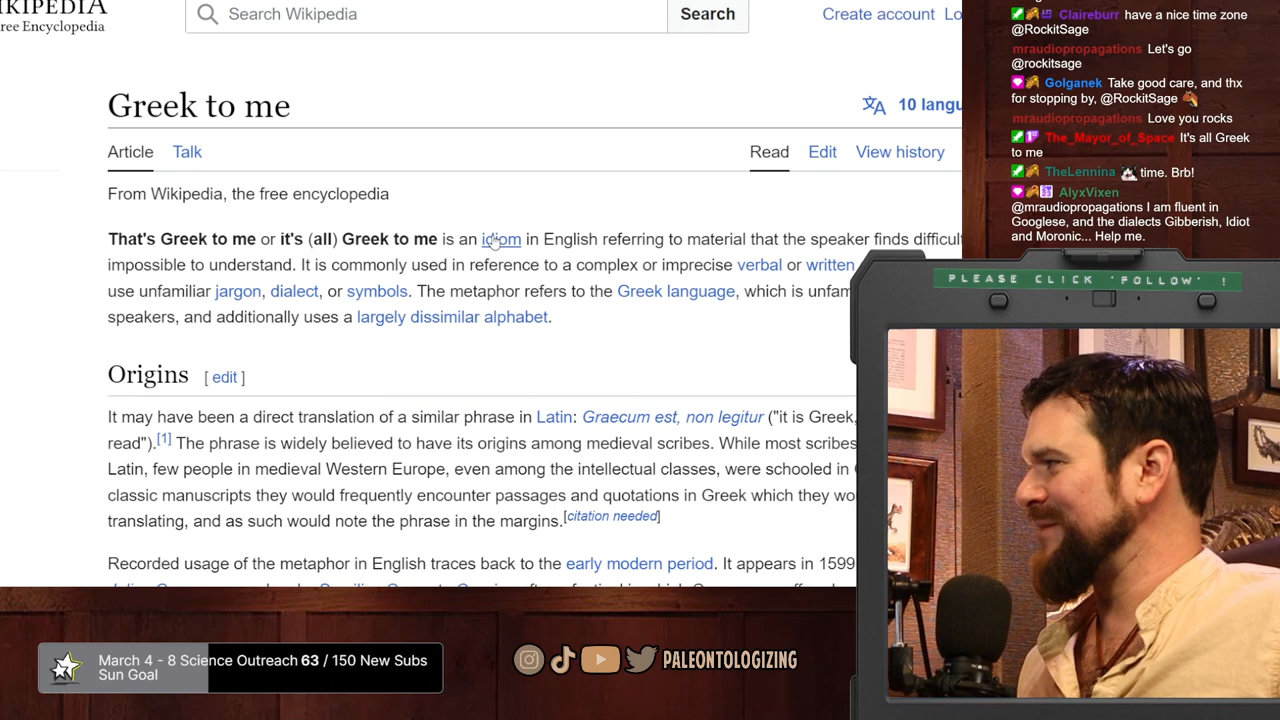 WIKIPEDIA
Free Encyclopedia
Search Wikipedia
Search
Create account
Greek to me
10
Article
Talk
Read
Edit
View history
From Wikipedia, the free encyclopedia
That's Greek to me or it's (all) Greek to me is an idiom in English referring to material that the speaker finds
impossible to understand. It is commonly used in reference to a complex or imprecise verbal or written
use unfamiliar jargon, dialect, or symbols. The metaphor refers to the Greek language, which is
speakers, and additionally uses a largely dissimilar alphabet.
Origins [ edit ]
It may have been a direct translation of a similar phrase in Latin: Graecum est, non legitur ("it is Greek,
read").[1] The phrase is widely believed to have its origins among medieval scribes. While most scribes
Latin, few people in medieval Western Europe, even among the intellectual classes, were schooled in
classic manuscripts they would frequently encounter passages and quotations in Greek which they
translating, and as such would note the phrase in the margins.[citation needed]
Recorded usage of the metaphor in English traces back to the early modern period. It appears in 1599
Claireburr have a nice time zone
@RockitSage
mraudiopropagations Let's go
@rockitsage
Golganek Take good care, and thx
for stopping by, @RockitSage
mraudiopropagations Love you rocks
The_Mayor_of_Space It's all Greek
to me
TheLennina time. Brb!
AlyxVixen
@mraudiopropagations I am fluent in
Googlese, and the dialects Gibberish, Idiot
and Moronic... Help me.
PLEASE CLICK 'FOLLOW' !
March 4 - 8 Science Outreach 63 / 150 New Subs
Sun Goal
PALEONTOLOGIZING